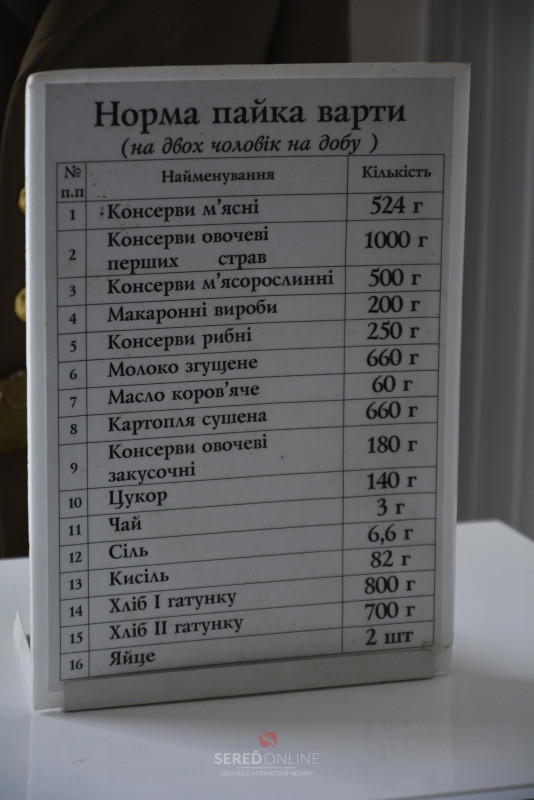 Норма пайка варти
(на двох чоловік на добу )
№ п.п Найменування Кількість
1 Консерви м'ясні 524 г
2 Консерви овочеві перших страв 1000 г
3 Консерви м'ясорослинні 500 г
4 Макаронні вироби 200 г
5 Консерви рибні 250 г
6 Молоко згущене 660 г
7 Масло коров'яче 60 г
8 Картопля сушена 660 г
9 Консерви овочеві закусочні 180 г
10 Цукор 140 г
11 Чай 3 г
12 Сіль 6,6 г
13 Кисіль 82 г
14 Хліб І гатунку 800 г
15 Хліб ІІ гатунку 700 г
16 Яйце 2 шт
SEREĎONLINE
NEZÁVISLÉ INTERNETOVÉ NOVINY